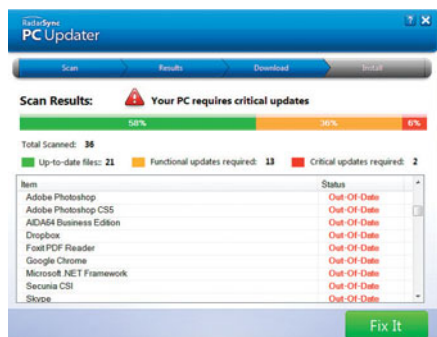 RadarSync
PC Updater
? X
Scan Results Download Install
Scan Results: Your PC requires critical updates
58% 36% 6%
Total Scanned: 36
Up-to-date files: 21 Functional updates required: 13 Critical updates required: 2
Item Status
Adobe Photoshop Out-Of-Date
Adobe Photoshop CS5 Out-Of-Date
AIDA64 Business Edition Out-Of-Date
Dropbox Out-Of-Date
Foxit PDF Reader Out-Of-Date
Google Chrome Out-Of-Date
Microsoft .NET Framework Out-Of-Date
Secunia CSI Out-Of-Date
Skype Out-Of-Date
Fix It